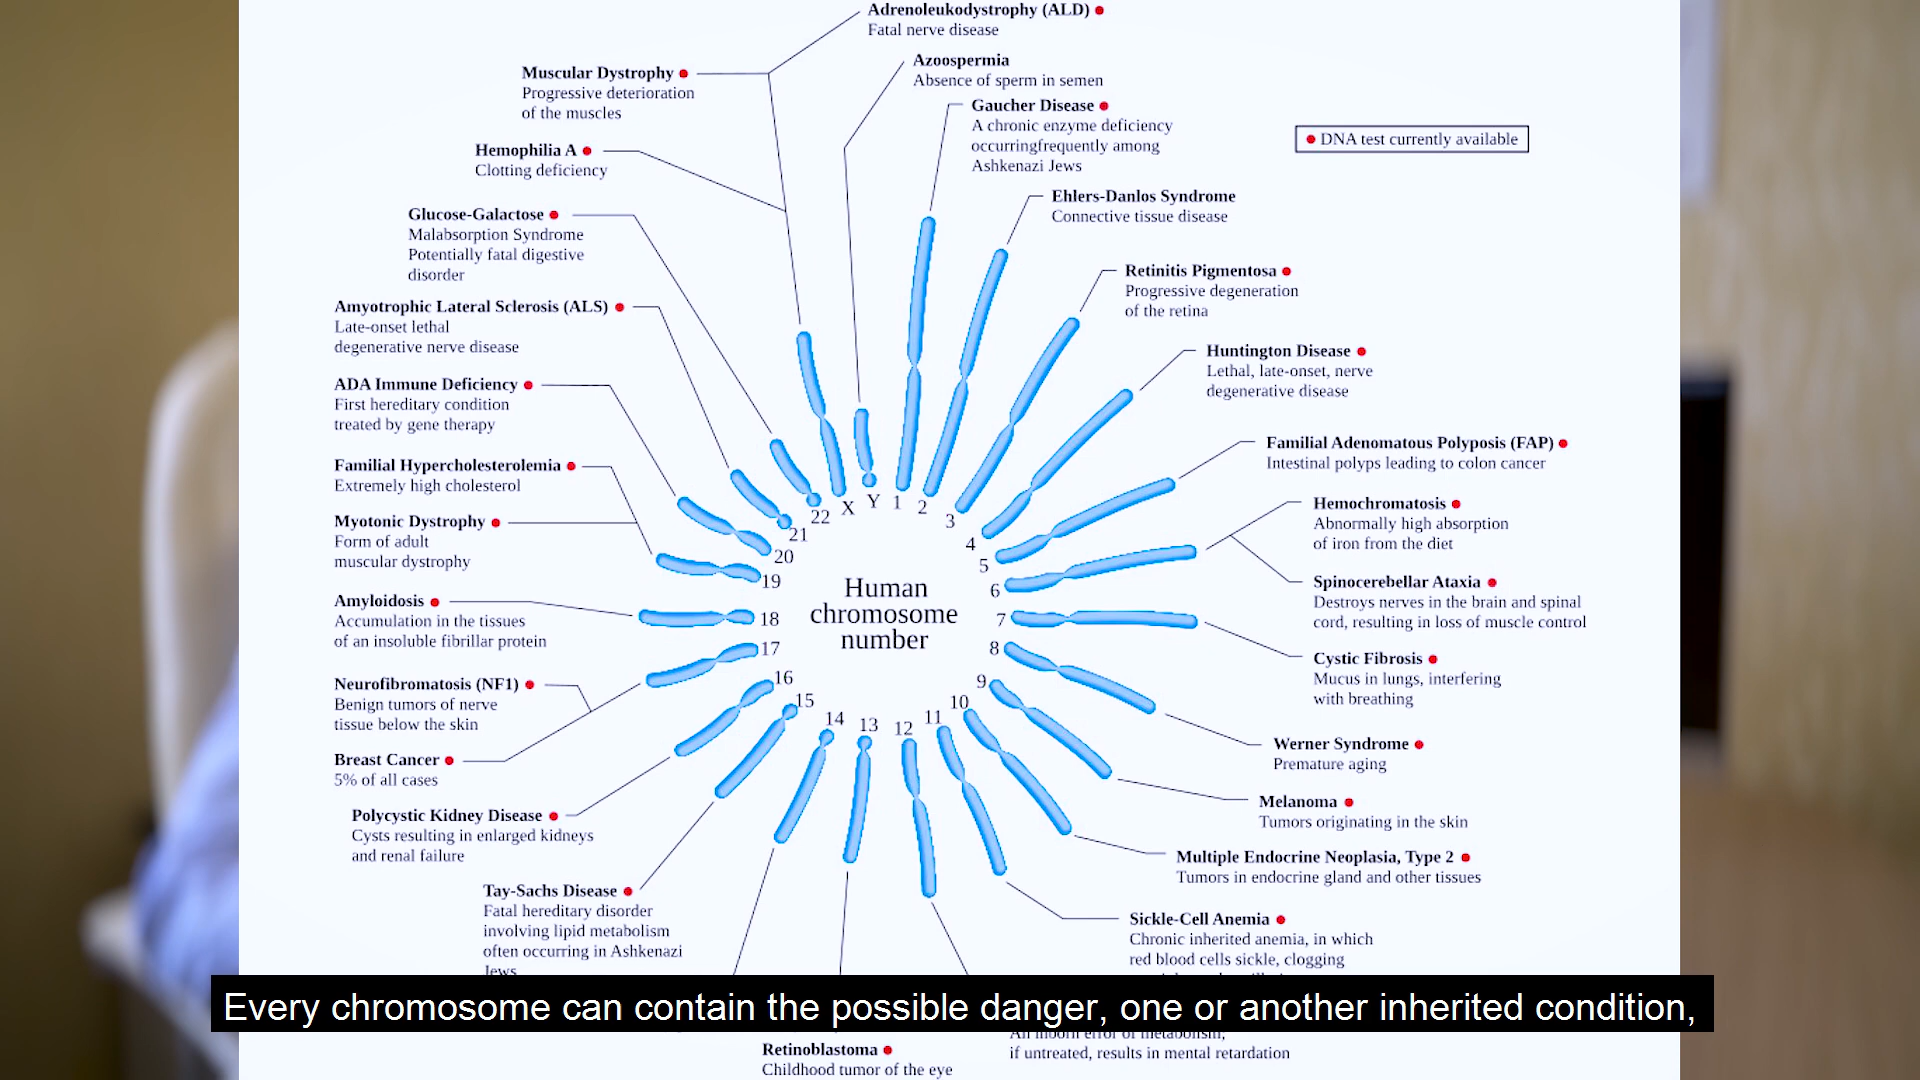 Adrenoleukodystrophy (ALD)
Fatal nerve disease
Azoospermia
Absence of sperm in semen
Gaucher Disease
A chronic enzyme deficiency
occurringfrequently among
Ashkenazi Jews
DNA test currently available
Ehlers-Danlos Syndrome
Connective tissue disease
Retinitis Pigmentosa
Progressive degeneration
of the retina
Huntington Disease
Lethal, late-onset, nerve
degenerative disease
Familial Adenomatous Polyposis (FAP)
Intestinal polyps leading to colon cancer
Hemochromatosis
Abnormally high absorption
of iron from the diet
Spinocerebellar Ataxia
Destroys nerves in the brain and spinal
cord, resulting in loss of muscle control
Cystic Fibrosis
Mucus in lungs, interfering
with breathing
Werner Syndrome
Premature aging
Melanoma
Tumors originating in the skin
Multiple Endocrine Neoplasia, Type 2
Tumors in endocrine gland and other tissues
Sickle-Cell Anemia
Chronic inherited anemia, in which
red blood cells sickle, clogging
Muscular Dystrophy
Progressive deterioration
of the muscles
Hemophilia A
Clotting deficiency
Glucose-Galactose
Malabsorption Syndrome
Potentially fatal digestive
disorder
Amyotrophic Lateral Sclerosis (ALS)
Late-onset lethal
degenerative nerve disease
ADA Immune Deficiency
First hereditary condition
treated by gene therapy
Familial Hypercholesterolemia
Extremely high cholesterol
Myotonic Dystrophy
Form of adult
muscular dystrophy
Amyloidosis
Accumulation in the tissues
of an insoluble fibrillar protein
Neurofibromatosis (NF1)
Benign tumors of nerve
tissue below the skin
Breast Cancer
5% of all cases
Polycystic Kidney Disease
Cysts resulting in enlarged kidneys
and renal failure
Tay-Sachs Disease
Fatal hereditary disorder
involving lipid metabolism
often occurring in Ashkenazi
Jews
X
Y
1
2
3
4
5
6
7
8
9
10
11
12
13
14
15
16
17
18
19
20
21
22
Human
chromosome
number
Every chromosome can contain the possible danger, one or another inherited condition,
An inborn error of metabolism;
if untreated, results in mental retardation
Retinoblastoma
Childhood tumor of the eye